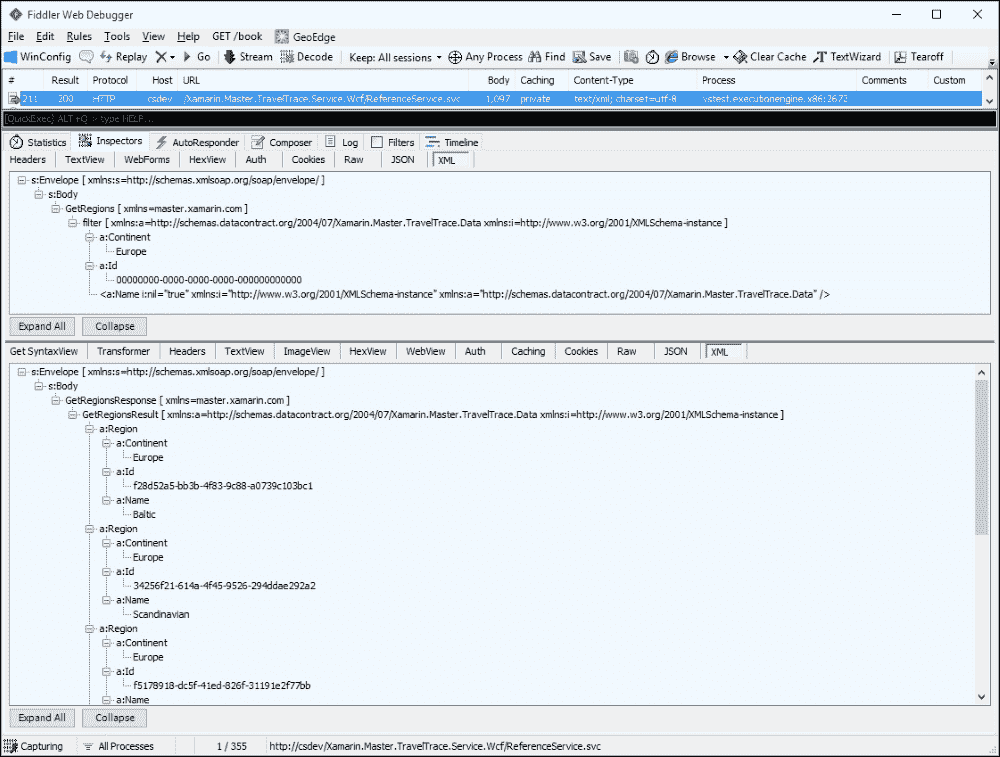 Fiddler Web Debugger
File Edit Rules Tools View Help GET /book GeoEdge
WinConfig Replay Go Stream Decode Keep: All sessions Any Process Find Save Browse Clear Cache TextWizard Tearoff
# Result Protocol Host URL Body Caching Content-Type Process Comments Custom
211 200 HTTP csdev /Xamarin.Master.TravelTrace.Service.Wcf/ReferenceService.svc 1,097 private text/xml; charset=utf-8 vstest.executionengine.x86:2672
[QuickExec] ALT+Q > type HELP...
Statistics Inspectors AutoResponder Composer Log Filters Timeline
Headers TextView WebForms HexView Auth Cookies Raw JSON XML
s:Envelope [ xmlns:s=http://schemas.xmlsoap.org/soap/envelope/ ]
s:Body
GetRegions [ xmlns=master.xamarin.com ]
filter [ xmlns:a=http://schemas.datacontract.org/2004/07/Xamarin.Master.TravelTrace.Data xmlns:i=http://www.w3.org/2001/XMLSchema-instance ]
a:Continent
Europe
a:Id
00000000-0000-0000-0000-000000000000
<a:Name i:nil="true" xmlns:i="http://www.w3.org/2001/XMLSchema-instance" xmlns:a="http://schemas.datacontract.org/2004/07/Xamarin.Master.TravelTrace.Data" />
Expand All Collapse
Get SyntaxView Transformer Headers TextView ImageView HexView WebView Auth Caching Cookies Raw JSON XML
s:Envelope [ xmlns:s=http://schemas.xmlsoap.org/soap/envelope/ ]
s:Body
GetRegionsResponse [ xmlns=master.xamarin.com ]
GetRegionsResult [ xmlns:a=http://schemas.datacontract.org/2004/07/Xamarin.Master.TravelTrace.Data xmlns:i=http://www.w3.org/2001/XMLSchema-instance ]
a:Region
a:Continent
Europe
a:Id
f28d52a5-bb3b-4f83-9c88-a0739c103bc1
a:Name
Baltic
a:Region
a:Continent
Europe
a:Id
34256f21-614a-4f45-9526-294ddae292a2
a:Name
Scandinavian
a:Region
a:Continent
Europe
a:Id
f5178918-dc5f-41ed-826f-31191e2f77bb
a:Name
Expand All Collapse
Capturing All Processes 1 / 355 http://csdev/Xamarin.Master.TravelTrace.Service.Wcf/ReferenceService.svc